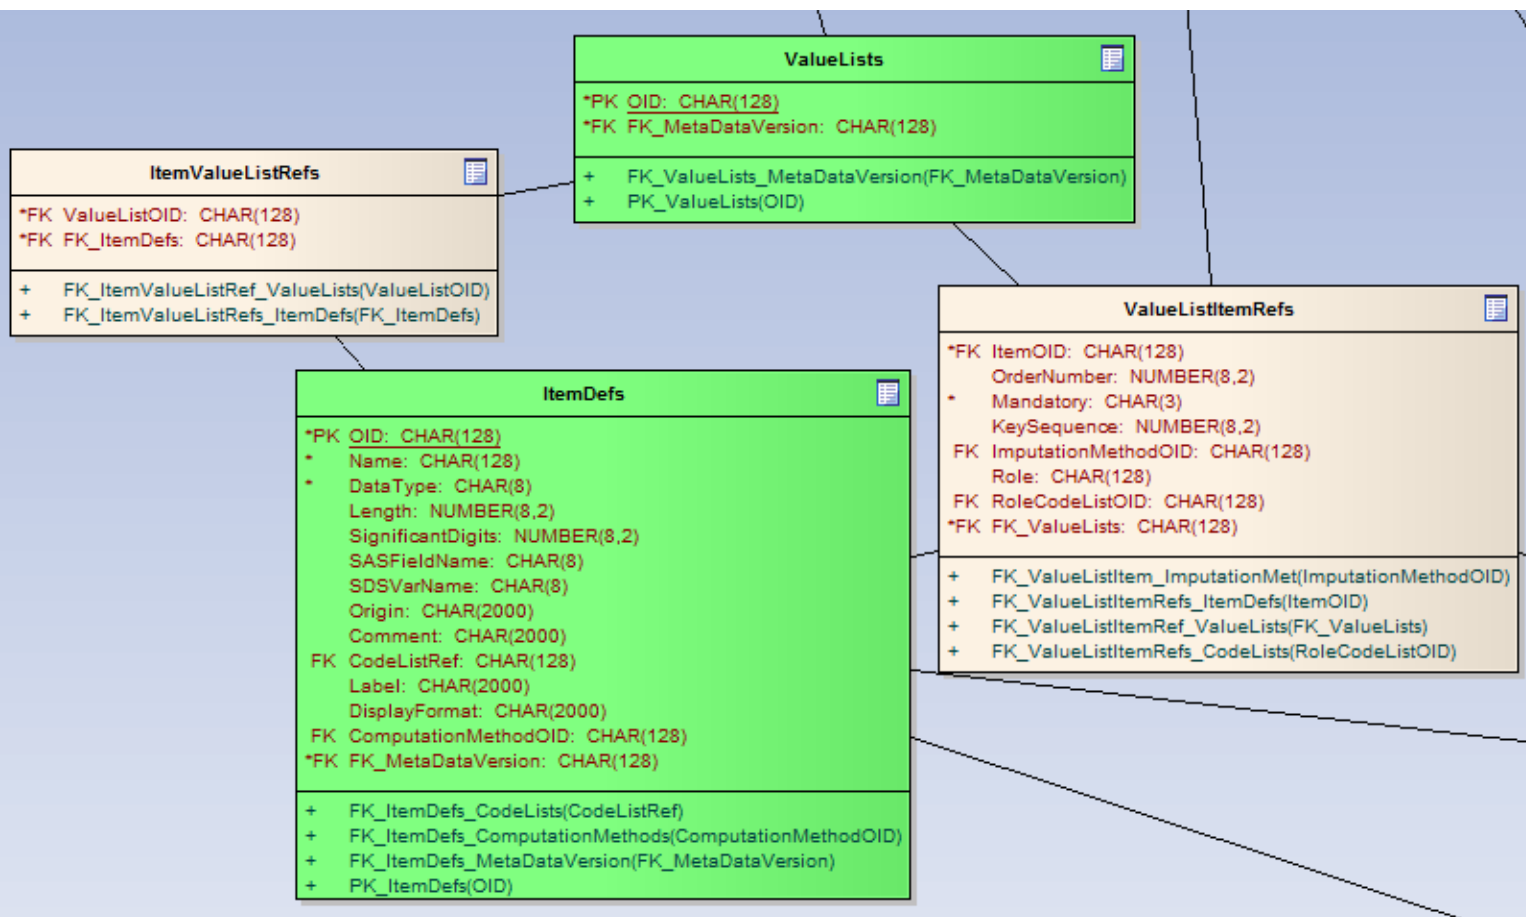 ValueLists
*PK OID: CHAR(128)
*FK FK_MetaDataVersion: CHAR(128)
+ FK_ValueLists_MetaDataVersion(FK_MetaDataVersion)
+ PK_ValueLists(OID)
ItemValueListRefs
*FK ValueListOID: CHAR(128)
*FK FK_ItemDefs: CHAR(128)
+ FK_ItemValueListRef_ValueLists(ValueListOID)
+ FK_ItemValueListRefs_ItemDefs(FK_ItemDefs)
ValueListItemRefs
*FK ItemOID: CHAR(128)
OrderNumber: NUMBER(8,2)
* Mandatory: CHAR(3)
KeySequence: NUMBER(8,2)
FK ImputationMethodOID: CHAR(128)
Role: CHAR(128)
FK RoleCodeListOID: CHAR(128)
*FK FK_ValueLists: CHAR(128)
+ FK_ValueListItem_ImputationMet(ImputationMethodOID)
+ FK_ValueListItemRefs_ItemDefs(ItemOID)
+ FK_ValueListItemRef_ValueLists(FK_ValueLists)
+ FK_ValueListItemRefs_CodeLists(RoleCodeListOID)
ItemDefs
*PK OID: CHAR(128)
* Name: CHAR(128)
* DataType: CHAR(8)
Length: NUMBER(8,2)
SignificantDigits: NUMBER(8,2)
SASFieldName: CHAR(8)
SDSVarName: CHAR(8)
Origin: CHAR(2000)
Comment: CHAR(2000)
FK CodeListRef: CHAR(128)
Label: CHAR(2000)
DisplayFormat: CHAR(2000)
FK ComputationMethodOID: CHAR(128)
*FK FK_MetaDataVersion: CHAR(128)
+ FK_ItemDefs_CodeLists(CodeListRef)
+ FK_ItemDefs_ComputationMethods(ComputationMethodOID)
+ FK_ItemDefs_MetaDataVersion(FK_MetaDataVersion)
+ PK_ItemDefs(OID)